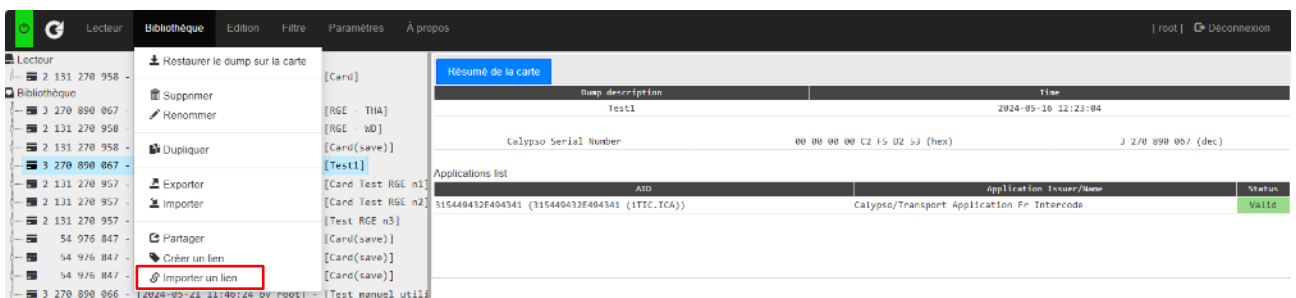 Lecteur Bibliothèque Edition Filtre Paramètres À propos [ root ] Déconnexion
Lecteur
2 131 270 958 - [Card]
Bibliothèque
3 270 890 067 - [RGE - THA]
2 131 270 958 - [RGE - WD]
2 131 270 958 - [Card(save)]
3 270 890 067 - [Test1]
2 131 270 957 - [Card Test RGE n1]
2 131 270 957 - [Card Test RGE n2]
2 131 270 957 - [Test RGE n3]
54 976 847 - [Card(save)]
54 976 847 - [Card(save)]
54 976 847 - [Card(save)]
3 270 890 066 - [2024-05-21 11:46:24 by root] - [Test manuel utili
Restaurer le dump sur la carte
Supprimer
Renommer
Dupliquer
Exporter
Importer
Partager
Créer un lien
Importer un lien
Résumé de la carte
Dump description Time
Test1 2024-05-16 12:23:04
Calypso Serial Number 00 00 00 00 C2 F5 D2 53 (hex) 3 270 890 067 (dec)
Applications list
AID Application Issuer/Name Status
315449432E494341 (315449432E494341 (1TIC.ICA)) Calypso/Transport Application Fr Intercode Valid